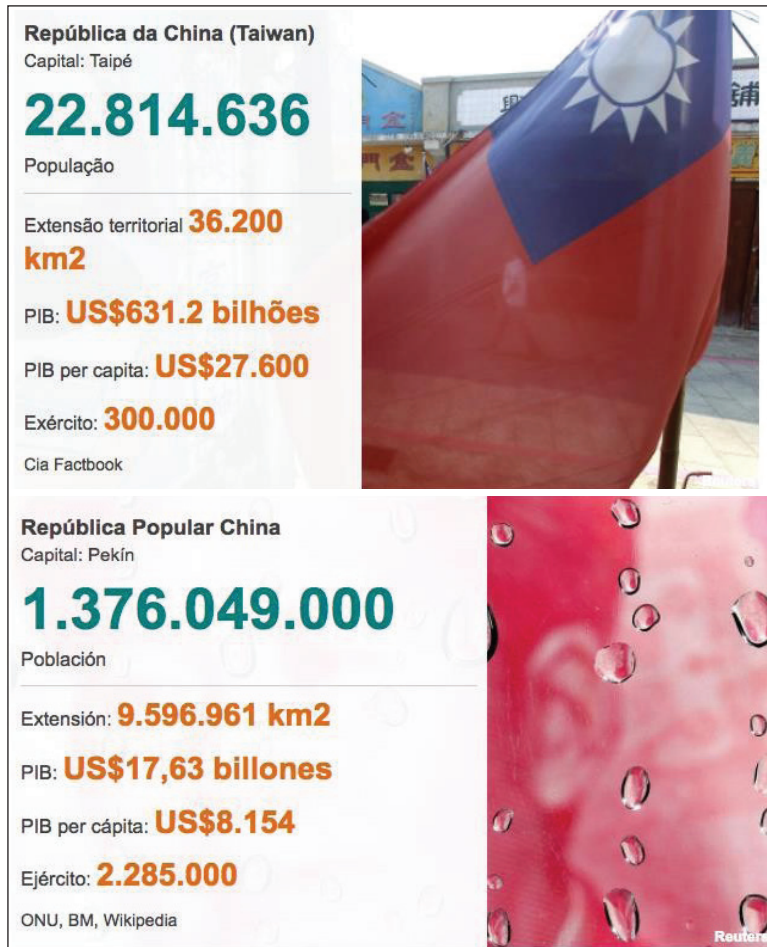 República da China (Taiwan)
Capital: Taipé
22.814.636
População
Extensão territorial 36.200
km2
PIB: US$631.2 bilhões
PIB per capita: US$27.600
Exército: 300.000
Cia Factbook
Reuters
República Popular China
Capital: Pekín
1.376.049.000
Población
Extensión: 9.596.961 km2
PIB: US$17,63 billones
PIB per cápita: US$8.154
Ejército: 2.285.000
ONU, BM, Wikipedia
Reuters